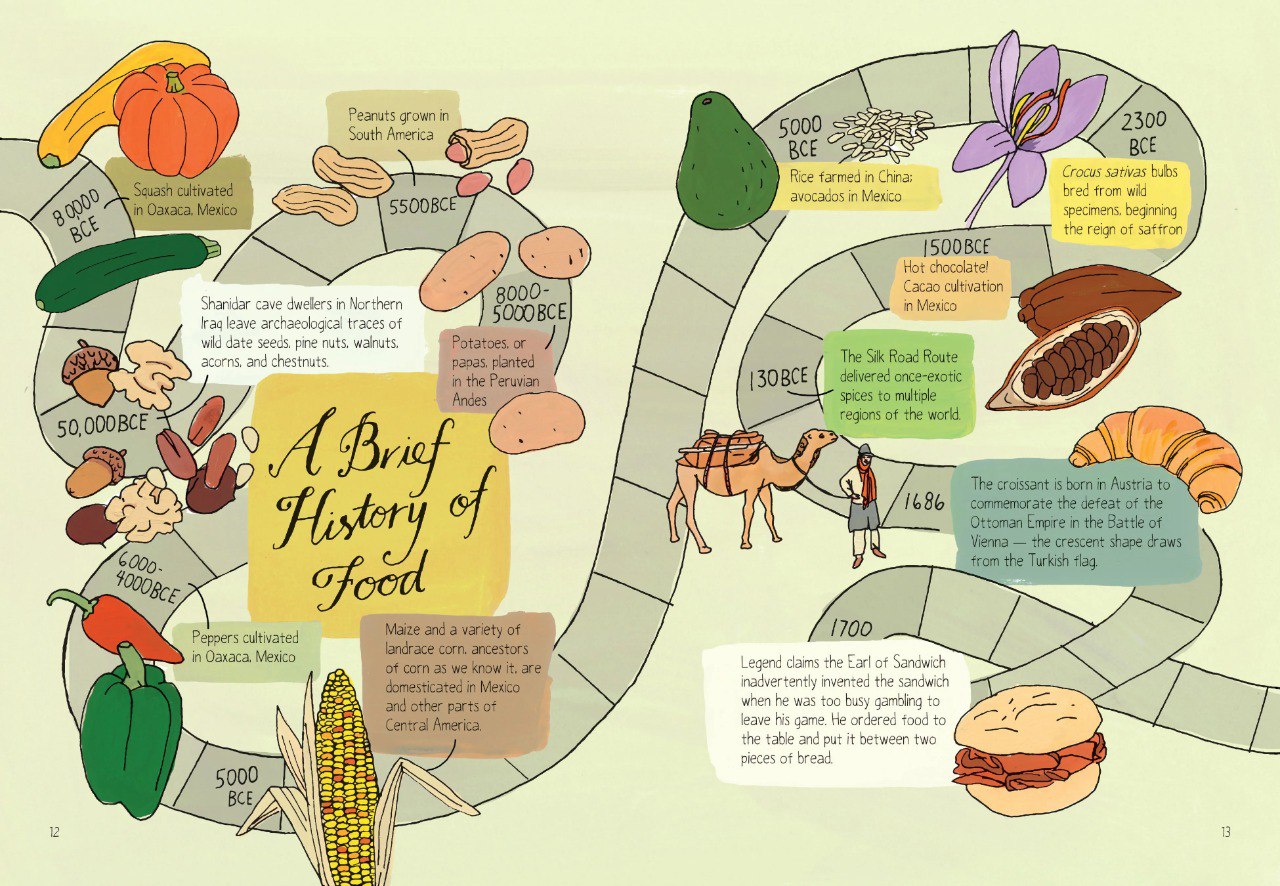 80,000
BCE
Squash cultivated
in Oaxaca, Mexico
Peanuts grown in
South America
5500BCE
Shanidar cave dwellers in Northern
Iraq leave archaeological traces of
wild date seeds, pine nuts, walnuts,
acorns, and chestnuts.
50,000BCE
8000-
5000BCE
Potatoes, or
papas, planted
in the Peruvian
Andes
A Brief
History of
Food
6000-
4000BCE
Peppers cultivated
in Oaxaca, Mexico
Maize and a variety of
landrace corn, ancestors
of corn as we know it, are
domesticated in Mexico
and other parts of
Central America.
5000
BCE
12
5000
BCE
Rice farmed in China;
avocados in Mexico
2300
BCE
Crocus sativas bulbs
bred from wild
specimens, beginning
the reign of saffron
1500BCE
Hot chocolate!
Cacao cultivation
in Mexico
130BCE
The Silk Road Route
delivered once-exotic
spices to multiple
regions of the world.
1686
The croissant is born in Austria to
commemorate the defeat of the
Ottoman Empire in the Battle of
Vienna — the crescent shape draws
from the Turkish flag.
1700
Legend claims the Earl of Sandwich
inadvertently invented the sandwich
when he was too busy gambling to
leave his game. He ordered food to
the table and put it between two
pieces of bread.
13